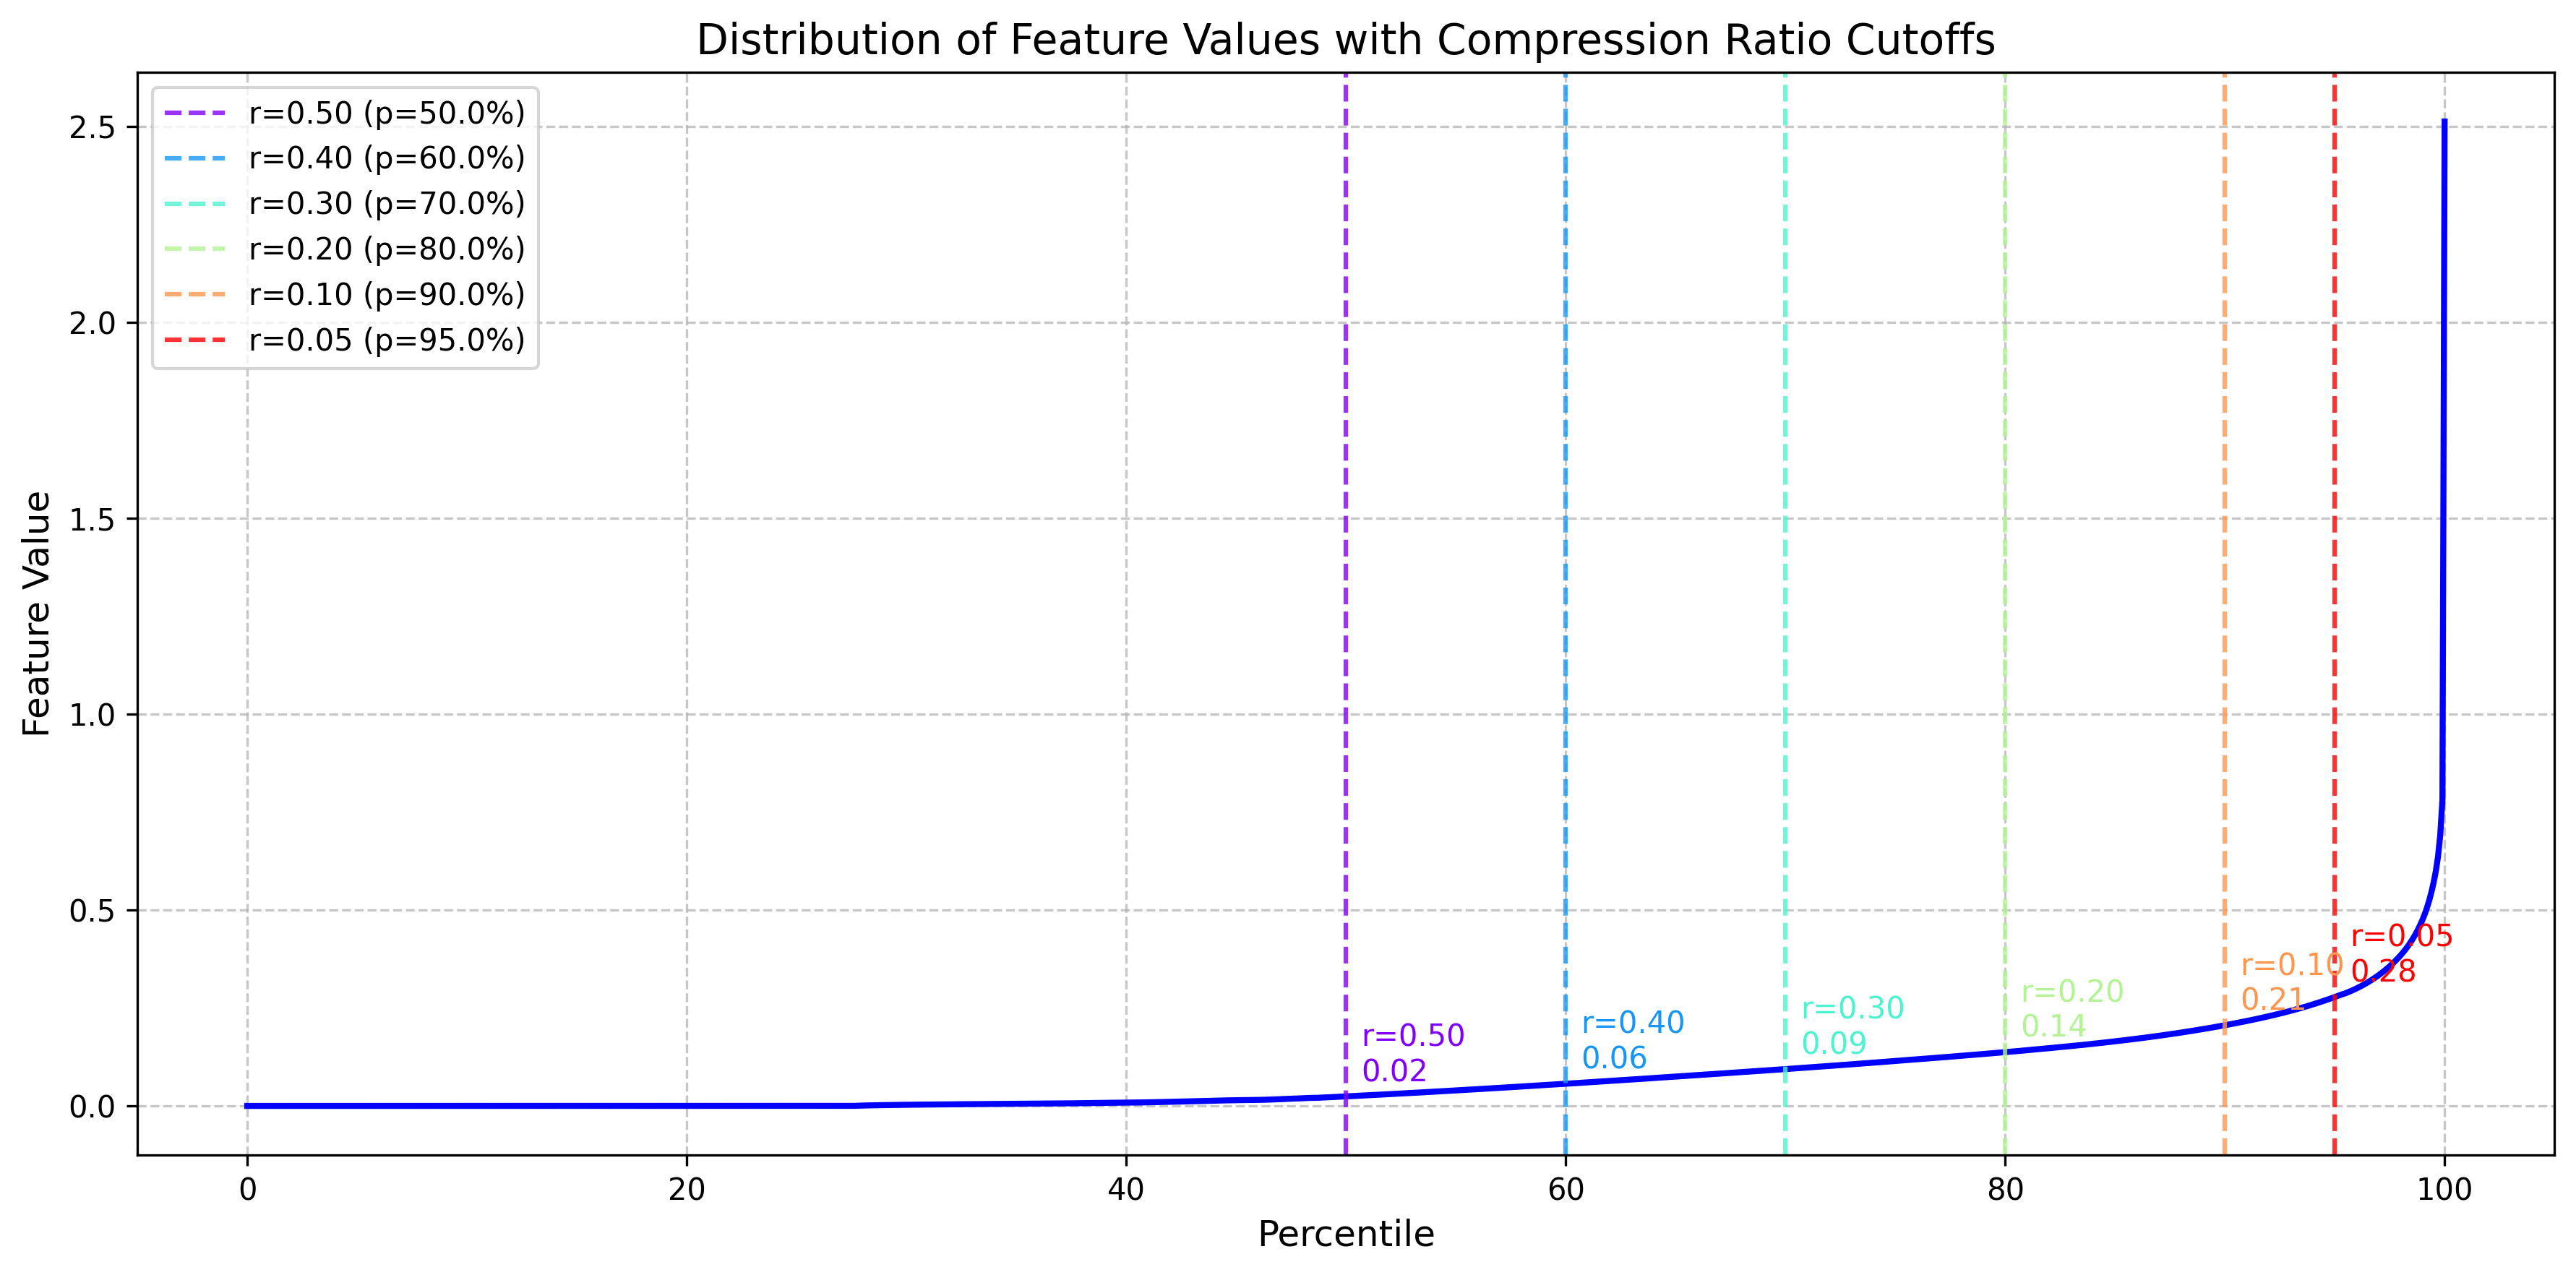 Distribution of Feature Values with Compression Ratio Cutoffs
r=0.50 (p=50.0%)
r=0.40 (p=60.0%)
r=0.30 (p=70.0%)
r=0.20 (p=80.0%)
r=0.10 (p=90.0%)
r=0.05 (p=95.0%)
2.5
2.0
1.5
1.0
0.5
0.0
Feature Value
r=0.50
0.02
r=0.40
0.06
r=0.30
0.09
r=0.20
0.14
r=0.10
0.21
r=0.05
0.28
0
20
40
60
80
100
Percentile